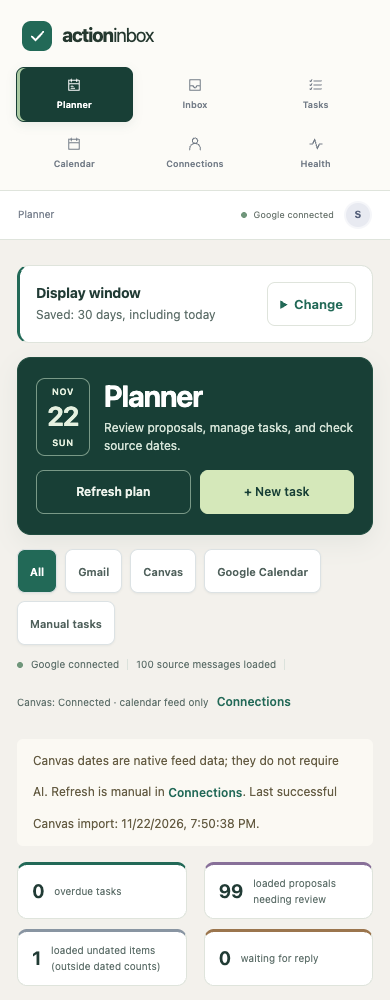 actioninbox
Planner
Inbox
Tasks
Calendar
Connections
Health
Planner
Google connected
S
Display window
Saved: 30 days, including today
Change
NOV
22
SUN
Planner
Review proposals, manage tasks, and check
source dates.
Refresh plan
+ New task
All
Gmail
Canvas
Google Calendar
Manual tasks
Google connected
100 source messages loaded
Canvas: Connected · calendar feed only Connections
Canvas dates are native feed data; they do not require
AI. Refresh is manual in Connections. Last successful
Canvas import: 11/22/2026, 7:50:38 PM.
0 overdue tasks
99 loaded proposals
needing review
1 loaded undated items
(outside dated counts)
0 waiting for reply